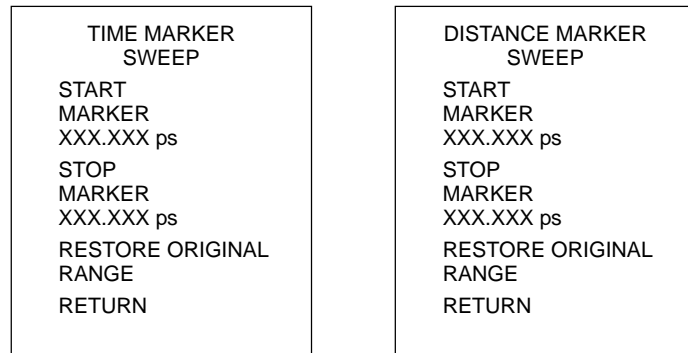 TIME MARKER
SWEEP
START
MARKER
XXX.XXX ps
STOP
MARKER
XXX.XXX ps
RESTORE ORIGINAL
RANGE
RETURN
DISTANCE MARKER
SWEEP
START
MARKER
XXX.XXX ps
STOP
MARKER
XXX.XXX ps
RESTORE ORIGINAL
RANGE
RETURN